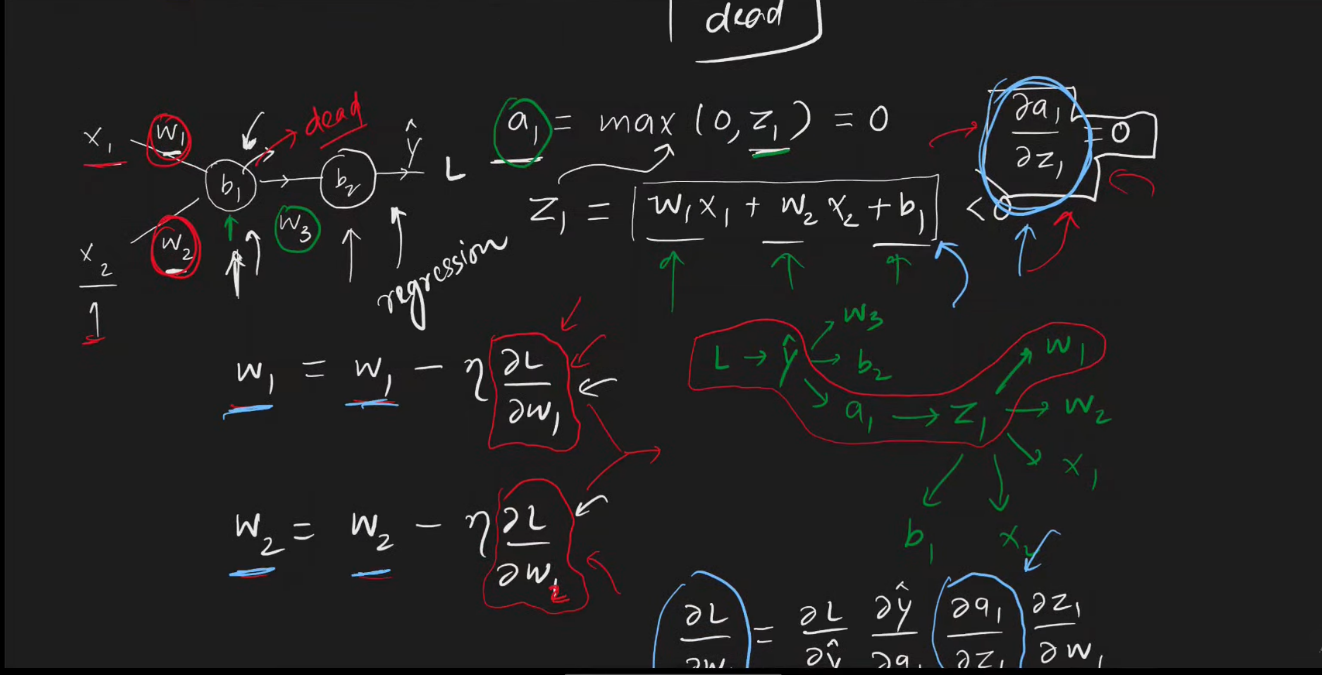 dead
x₁ w₁ dead
b₁ b₂ ŷ L
x₂ w₂ w₃
1
regression
a₁ = max (0, z₁) = 0
∂a₁/∂z₁ = 0
z₁ = w₁x₁ + w₂x₂ + b₁ < 0
w₁ = w₁ - η ∂L/∂w₁
w₂ = w₂ - η ∂L/∂w₂
w₃
L → ŷ → b₂ w₁
a₁ → z₁ → w₂
x₁
b₁ x₂
∂L/∂w₁ = ∂L/∂ŷ ∂ŷ/∂a₁ ∂a₁/∂z₁ ∂z₁/∂w₁